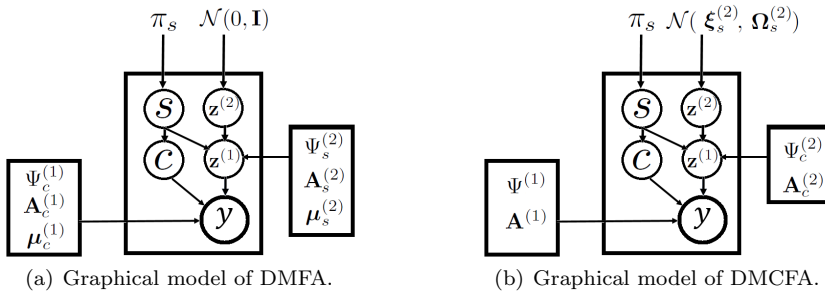 π_s N(0, I)
s z^(2)
c z^(1)
y
Ψ_c^(1)
A_c^(1)
μ_c^(1)
Ψ_s^(2)
A_s^(2)
μ_s^(2)
(a) Graphical model of DMFA.
π_s N( ξ_s^(2), Ω_s^(2))
s z^(2)
c z^(1)
y
Ψ^(1)
A^(1)
Ψ_c^(2)
A_c^(2)
(b) Graphical model of DMCFA.